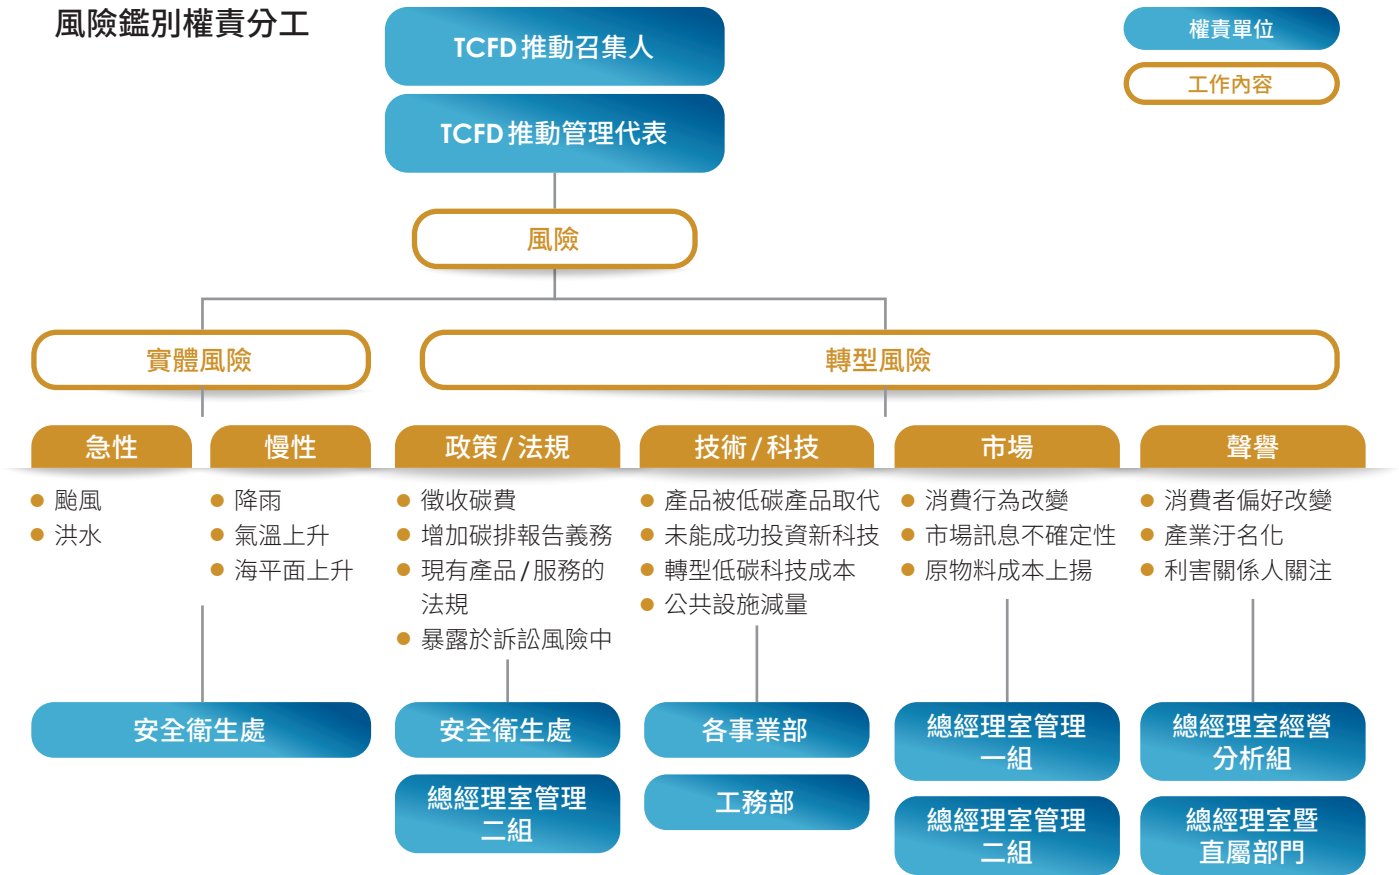 風險鑑別權責分工
TCFD 推動召集人
權責單位
工作內容
TCFD 推動管理代表
風險
實體風險
轉型風險
急性
慢性
政策/法規
技術/科技
市場
聲譽
颱風
洪水
降雨
氣溫上升
海平面上升
徵收碳費
增加碳排報告義務
現有產品/服務的
法規
暴露於訴訟風險中
產品被低碳產品取代
未能成功投資新科技
轉型低碳科技成本
公共設施減量
消費行為改變
市場訊息不確定性
原物料成本上揚
消費者偏好改變
產業汙名化
利害關係人關注
安全衛生處
安全衛生處
總經理室管理
二組
各事業部
工務部
總經理室管理
一組
總經理室管理
二組
總經理室經營
分析組
總經理室暨
直屬部門